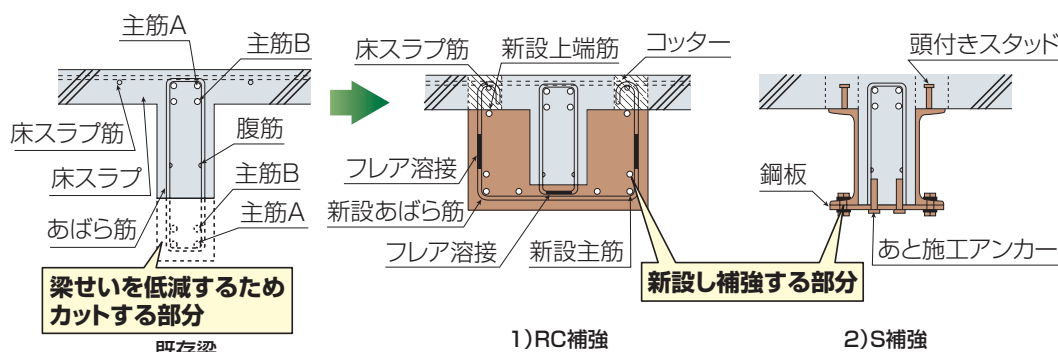 主筋A
主筋B
床スラブ筋
床スラブ
あばら筋
腹筋
主筋B
主筋A
梁せいを低減するため
カットする部分
既存梁
床スラブ筋
新設上端筋
コッター
フレア溶接
新設あばら筋
フレア溶接
新設主筋
新設し補強する部分
1)RC補強
頭付きスタッド
鋼板
あと施工アンカー
2)S補強